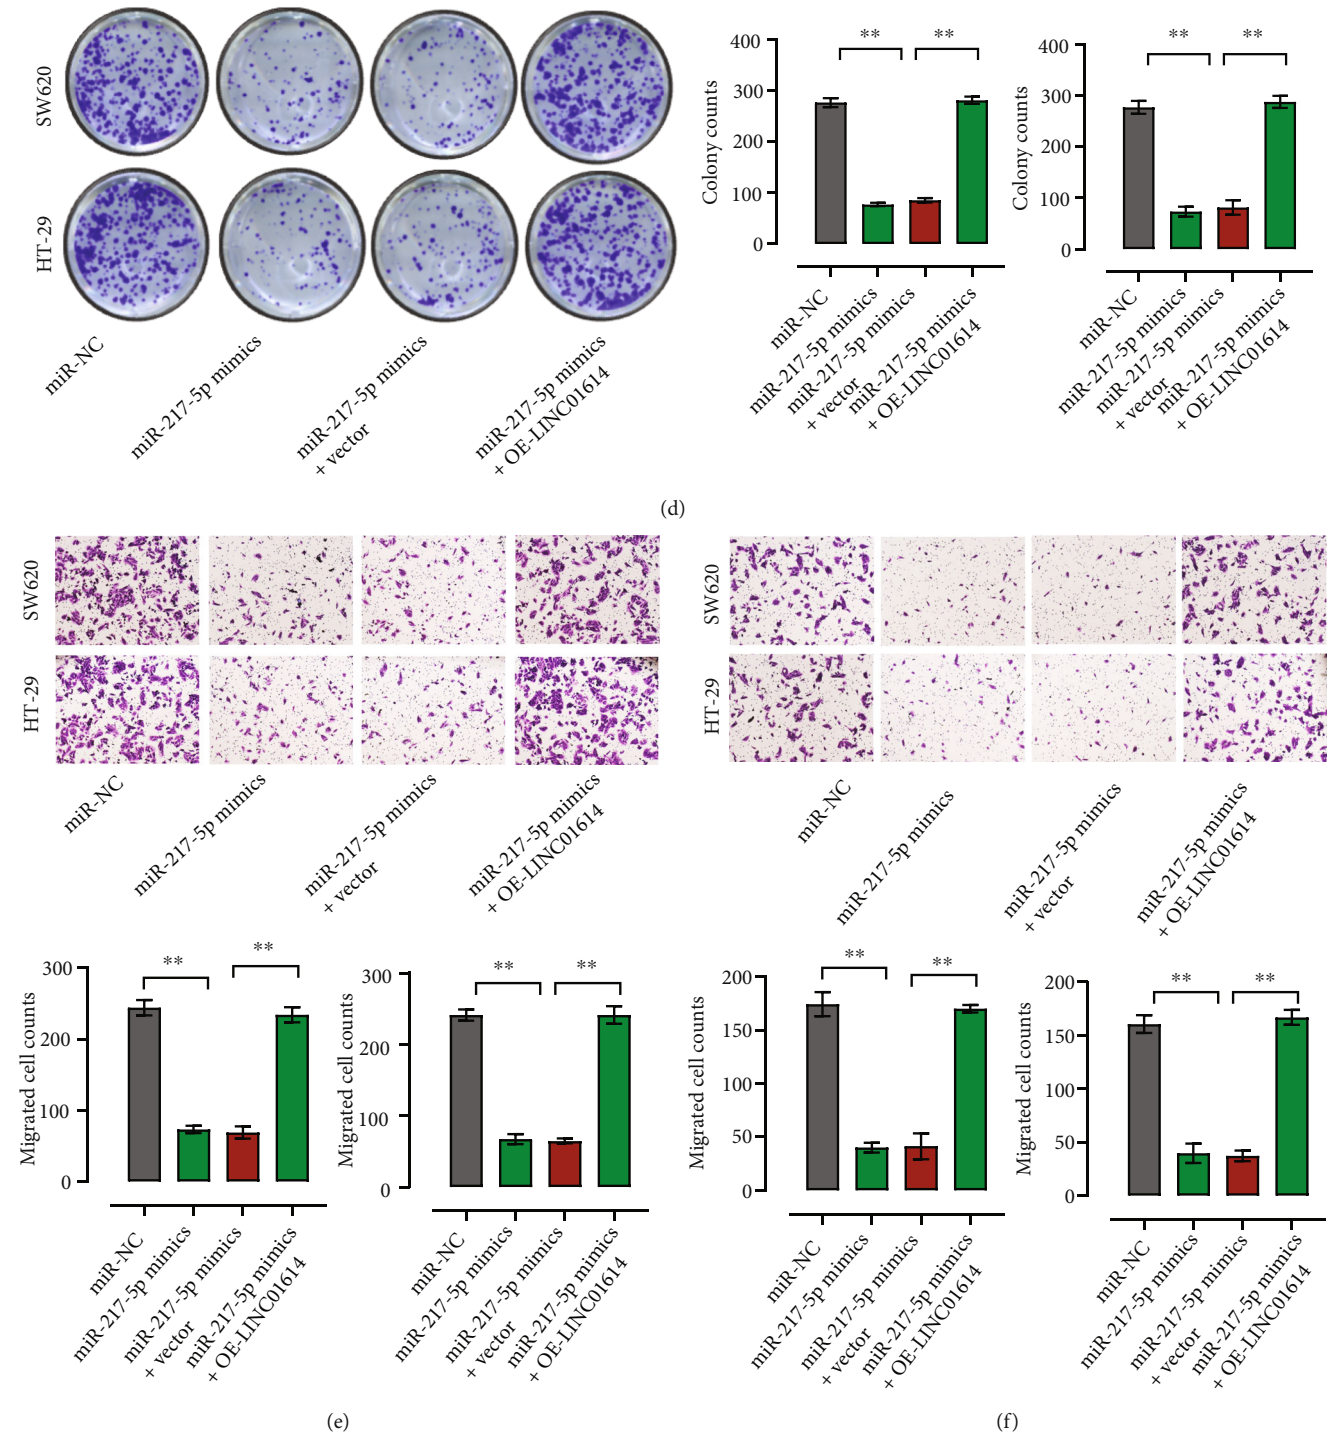 SW620
HT-29
miR-NC
miR-217-5p mimics
miR-217-5p mimics
+ vector
miR-217-5p mimics
+ OE-LINC01614
Colony counts
400
300
200
100
0
**
**
miR-NC
miR-217-5p mimics
miR-217-5p mimics
+ vector
miR-217-5p mimics
+ OE-LINC01614
Colony counts
400
300
200
100
0
**
**
miR-NC
miR-217-5p mimics
miR-217-5p mimics
+ vector
miR-217-5p mimics
+ OE-LINC01614
(d)
SW620
HT-29
miR-NC
miR-217-5p mimics
miR-217-5p mimics
+ vector
miR-217-5p mimics
+ OE-LINC01614
Migrated cell counts
300
200
100
0
**
**
miR-NC
miR-217-5p mimics
miR-217-5p mimics
+ vector
miR-217-5p mimics
+ OE-LINC01614
Migrated cell counts
300
200
100
0
**
**
miR-NC
miR-217-5p mimics
miR-217-5p mimics
+ vector
miR-217-5p mimics
+ OE-LINC01614
(e)
SW620
HT-29
miR-NC
miR-217-5p mimics
miR-217-5p mimics
+ vector
miR-217-5p mimics
+ OE-LINC01614
Migrated cell counts
200
150
100
50
0
**
**
miR-NC
miR-217-5p mimics
miR-217-5p mimics
+ vector
miR-217-5p mimics
+ OE-LINC01614
Migrated cell counts
200
150
100
50
0
**
**
miR-NC
miR-217-5p mimics
miR-217-5p mimics
+ vector
miR-217-5p mimics
+ OE-LINC01614
(f)